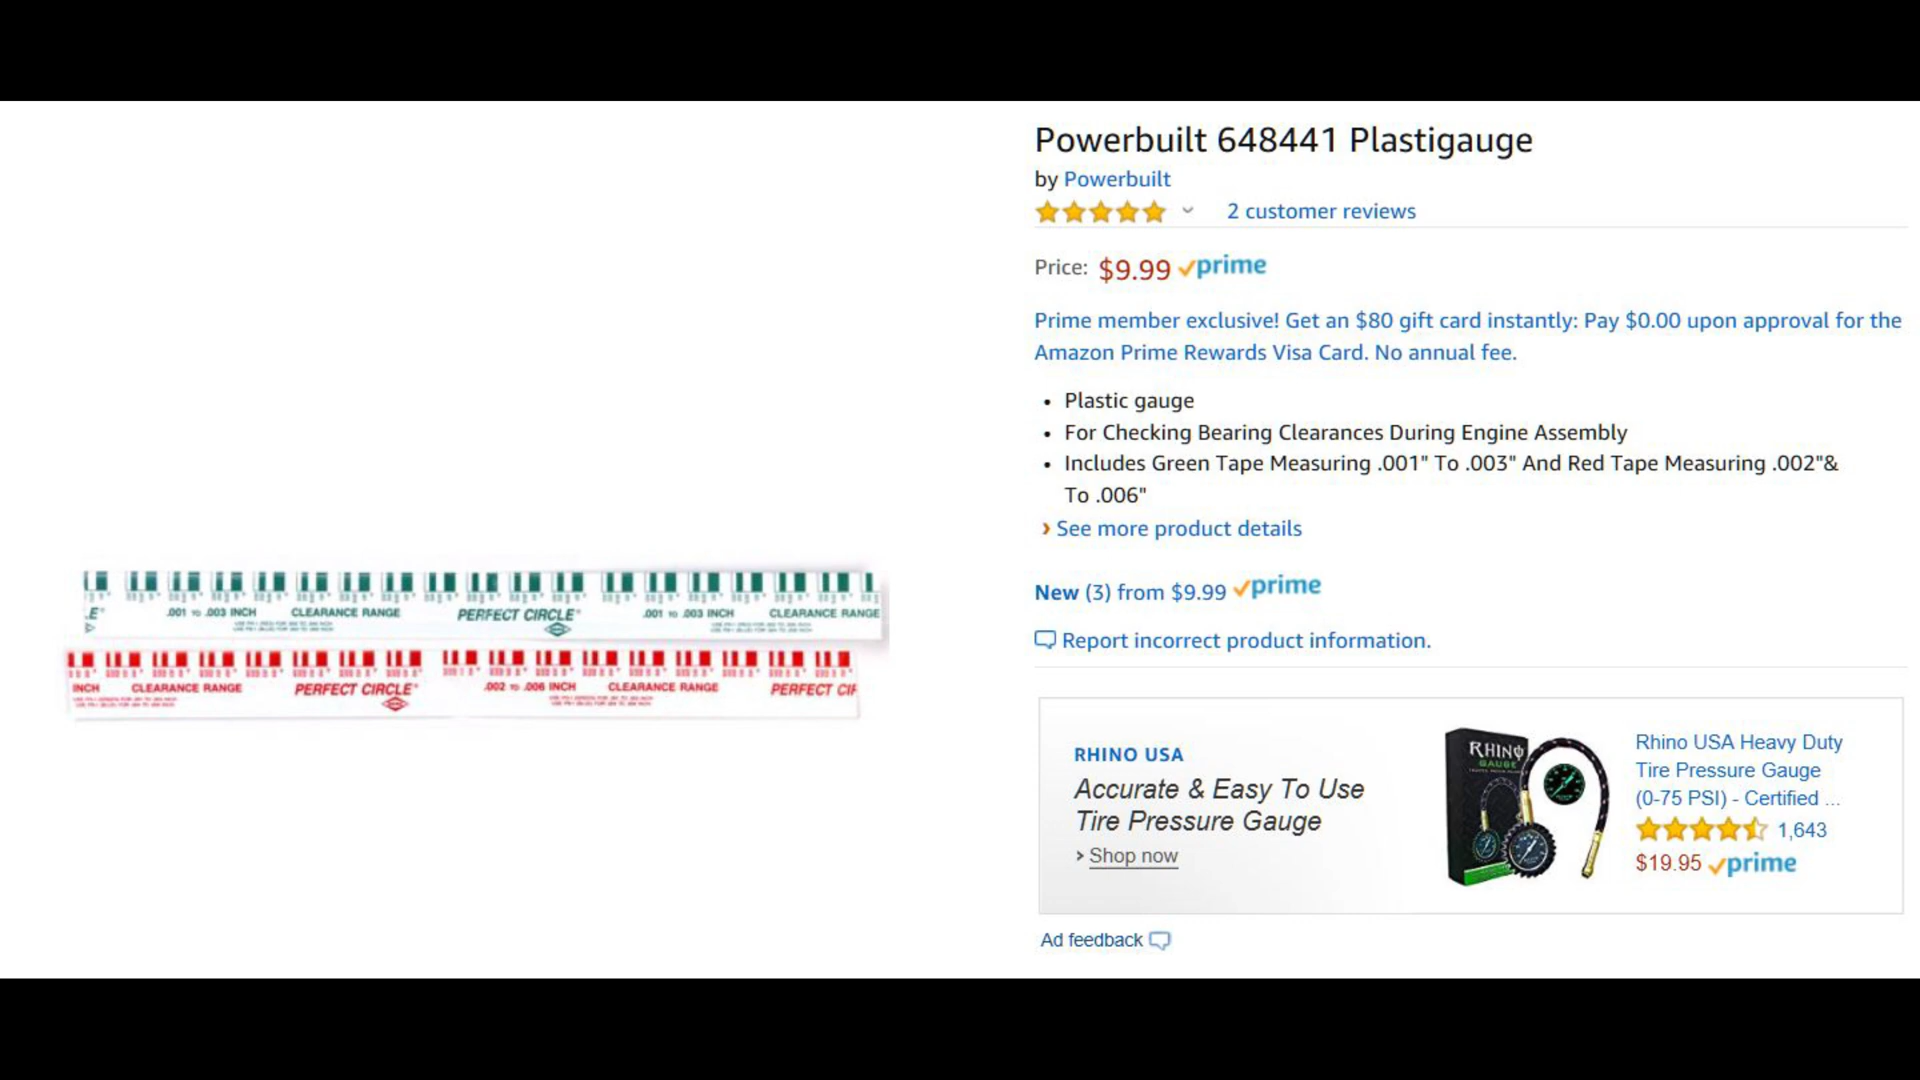 Powerbuilt 648441 Plastigauge
by Powerbuilt
2 customer reviews
Price: $9.99 prime
Prime member exclusive! Get an $80 gift card instantly: Pay $0.00 upon approval for the
Amazon Prime Rewards Visa Card. No annual fee.
• Plastic gauge
• For Checking Bearing Clearances During Engine Assembly
• Includes Green Tape Measuring .001" To .003" And Red Tape Measuring .002"&
To .006"
› See more product details
New (3) from $9.99 prime
Report incorrect product information.
E
.001 TO .003 INCH CLEARANCE RANGE PERFECT CIRCLE .001 TO .003 INCH CLEARANCE RANGE
INCH CLEARANCE RANGE PERFECT CIRCLE .002 TO .006 INCH CLEARANCE RANGE PERFECT CIR
RHINO USA
Accurate & Easy To Use
Tire Pressure Gauge
› Shop now
RHINO
GAUGE
Rhino USA Heavy Duty
Tire Pressure Gauge
(0-75 PSI) - Certified ...
1,643
$19.95 prime
Ad feedback